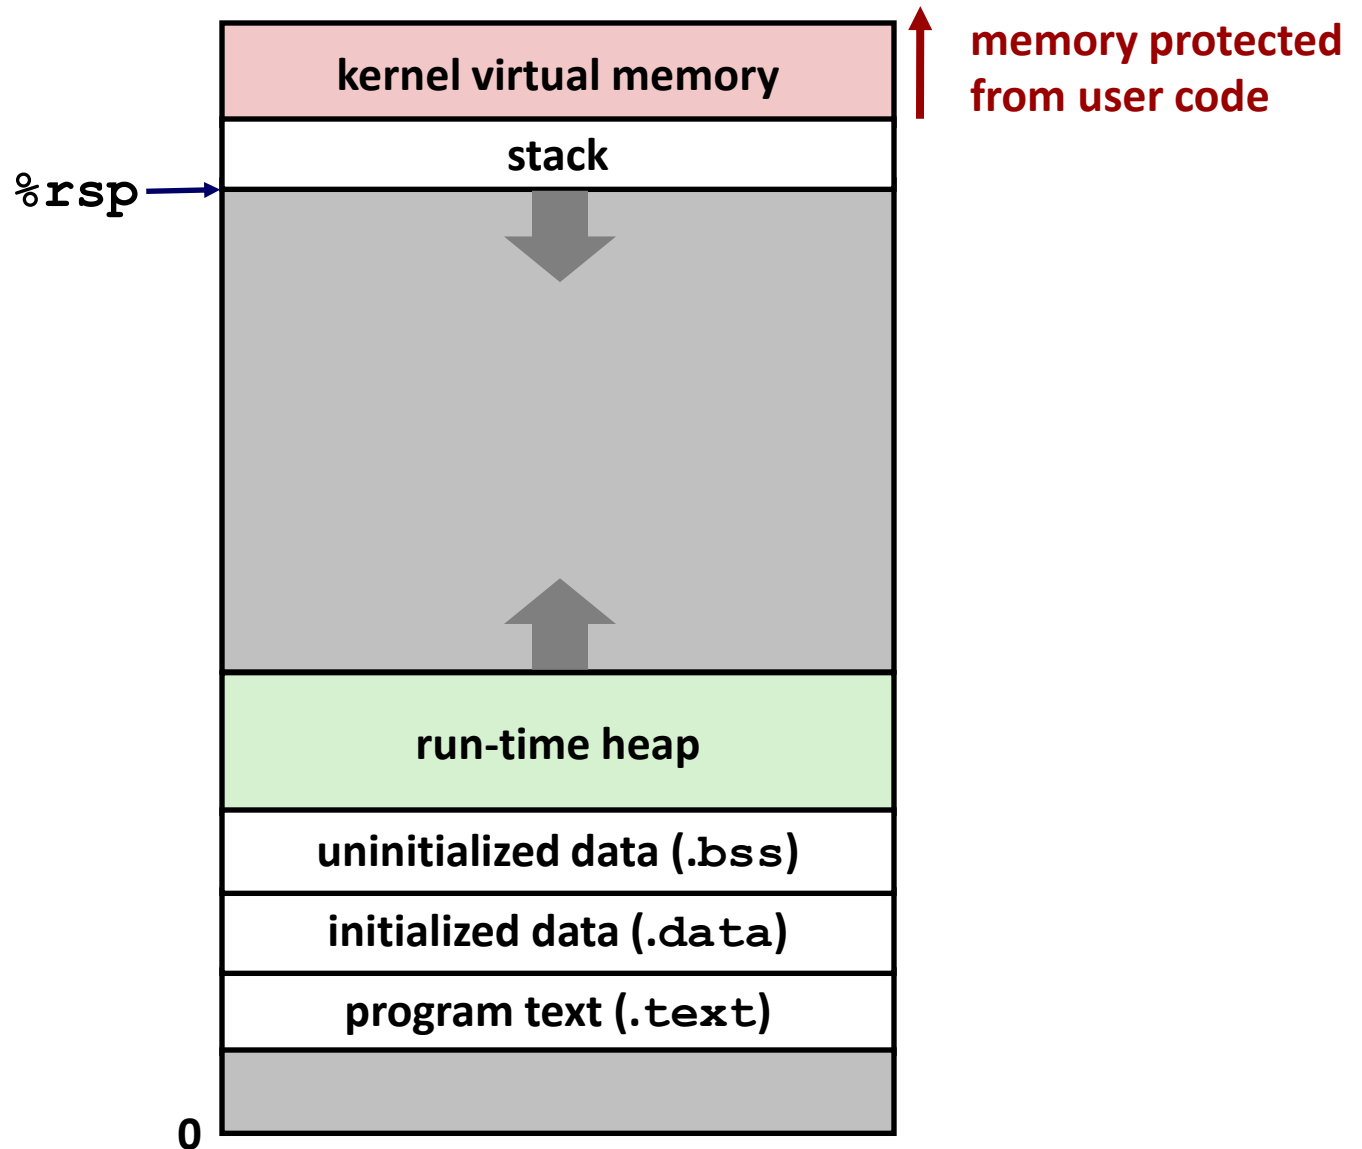 kernel virtual memory
memory protected
from user code
stack
%rsp
run-time heap
uninitialized data (.bss)
initialized data (.data)
program text (.text)
0